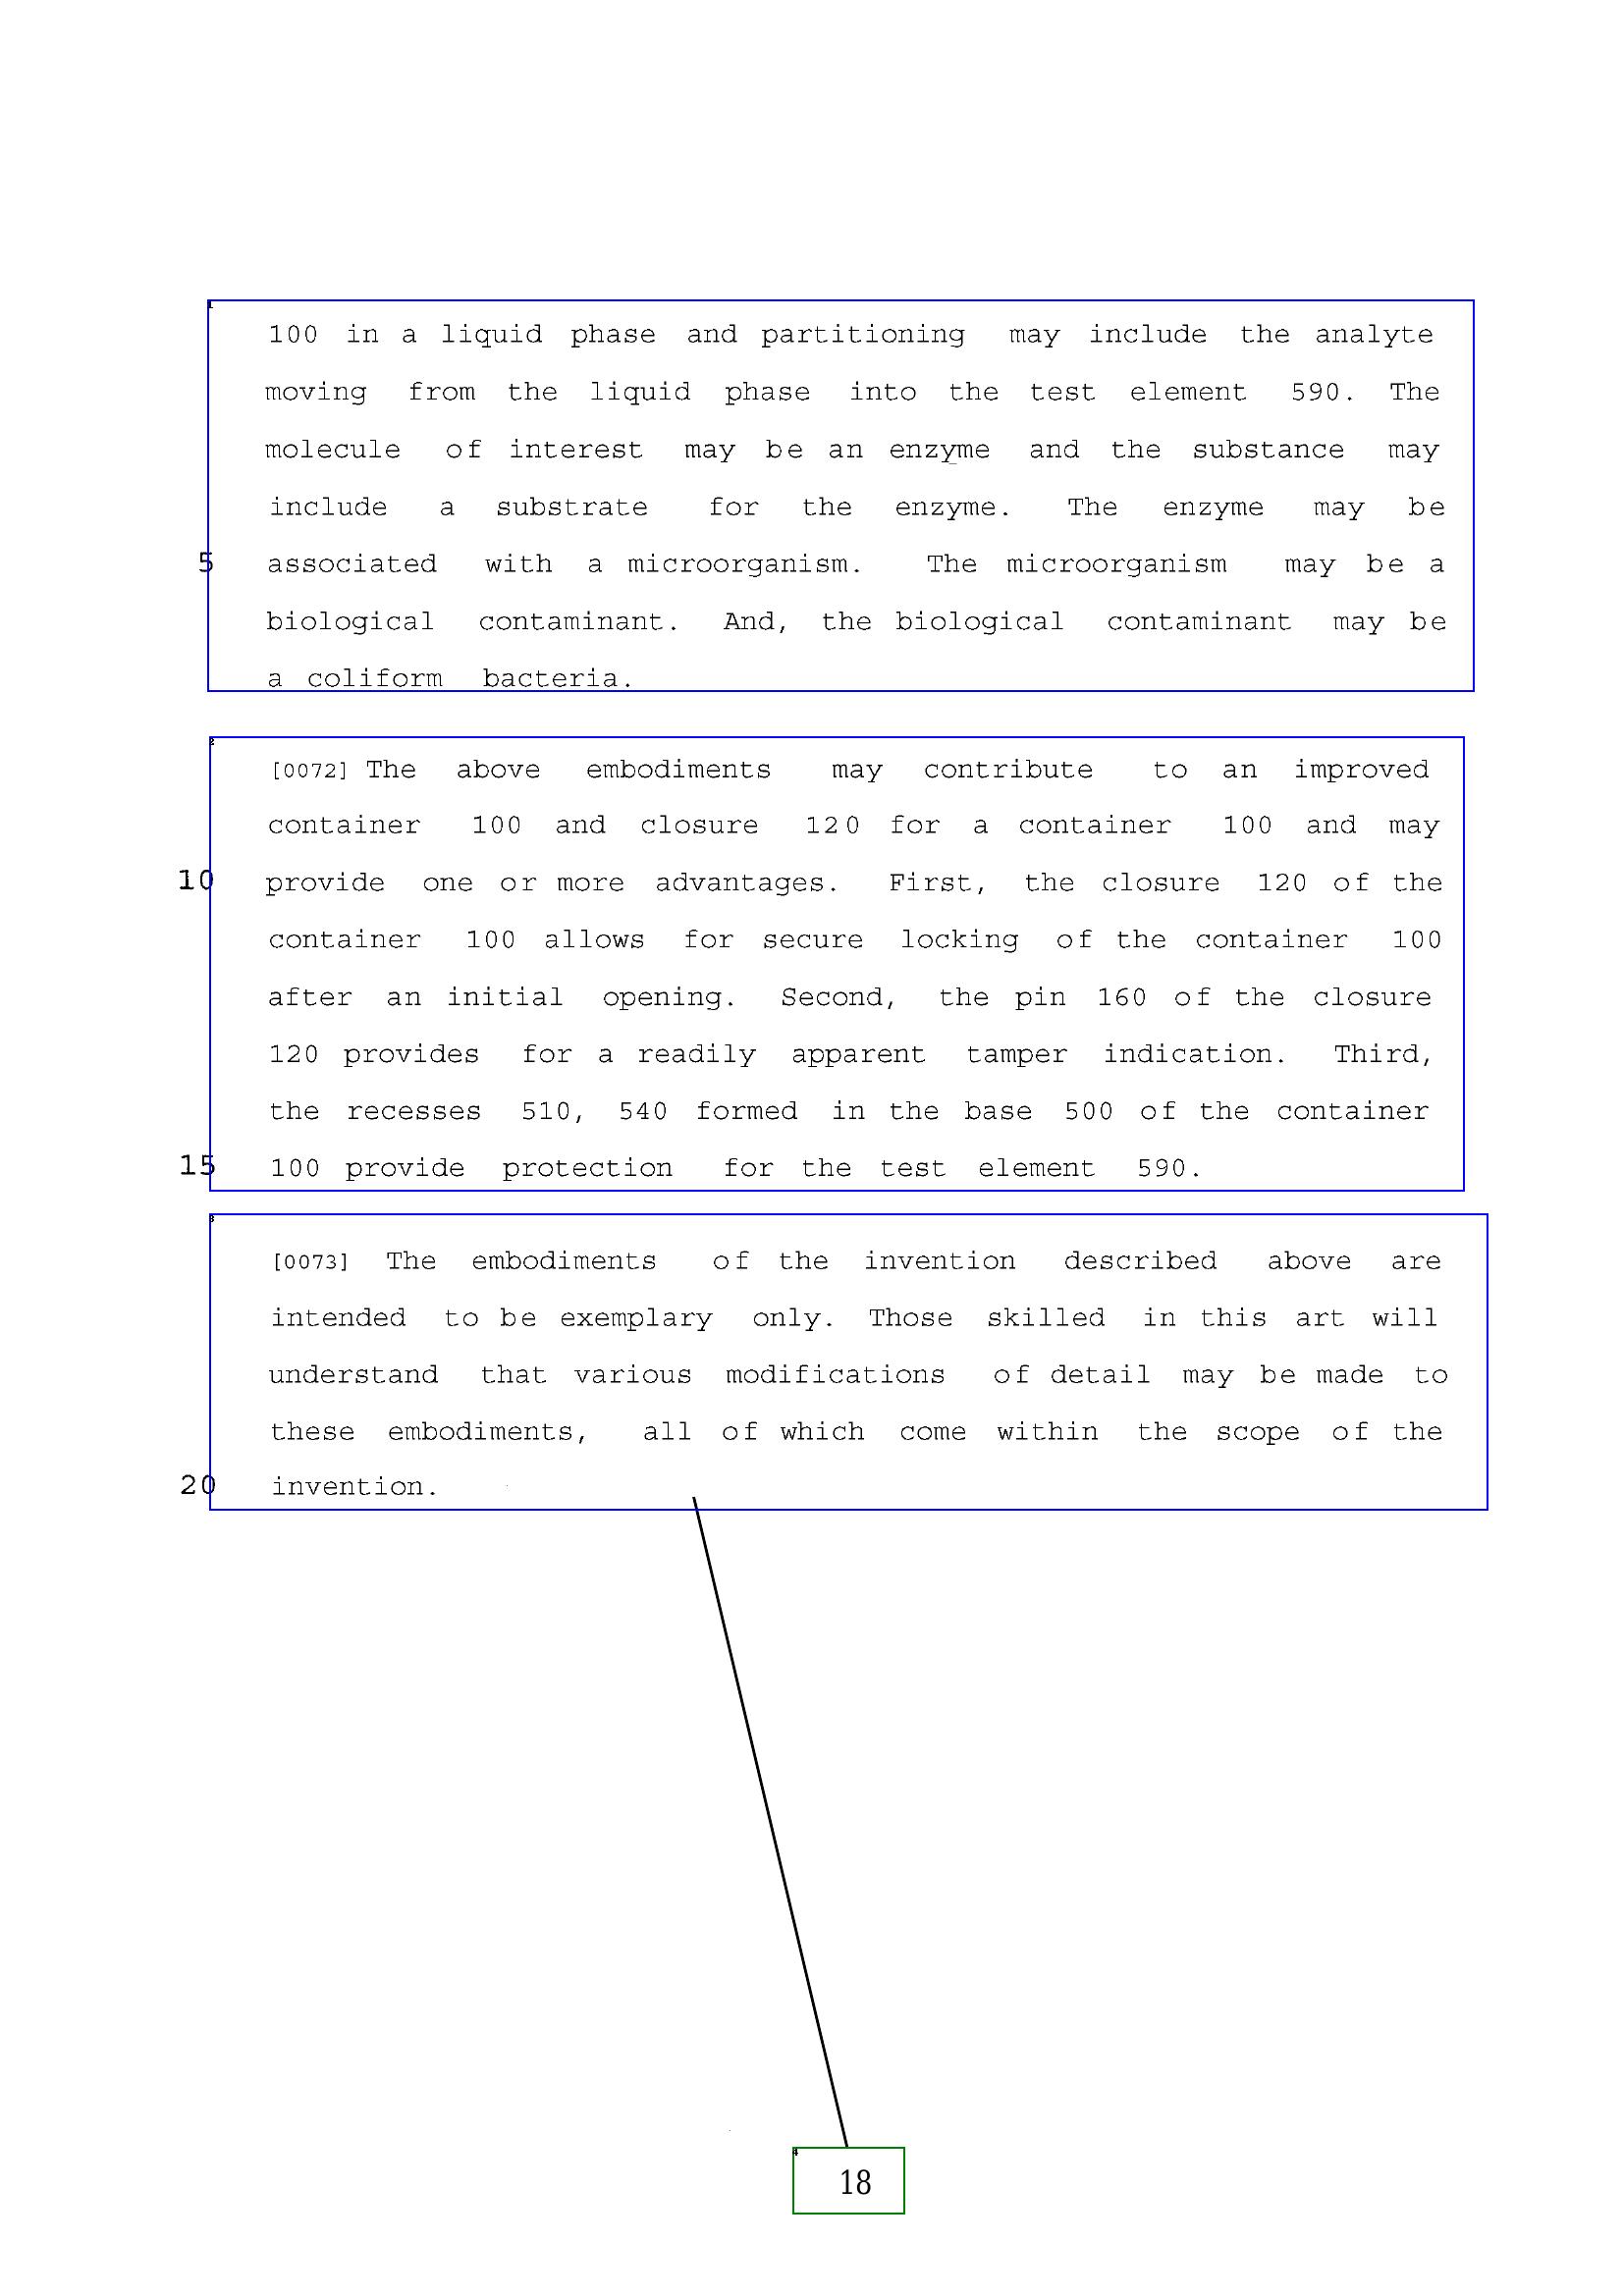 100 in a liquid phase and partitioning may include the analyte
moving from the liquid phase into the test element 590. The
molecule of interest may be an enzyme and the substance may
include a substrate for the enzyme. The enzyme may be
5 associated with a microorganism. The microorganism may be a
biological contaminant. And, the biological contaminant may be
a coliform bacteria.
[0072] The above embodiments may contribute to an improved
container 100 and closure 120 for a container 100 and may
10 provide one or more advantages. First, the closure 120 of the
container 100 allows for secure locking of the container 100
after an initial opening. Second, the pin 160 of the closure
120 provides for a readily apparent tamper indication. Third,
the recesses 510, 540 formed in the base 500 of the container
15 100 provide protection for the test element 590.
[0073] The embodiments of the invention described above are
intended to be exemplary only. Those skilled in this art will
understand that various modifications of detail may be made to
these embodiments, all of which come within the scope of the
20 invention.
18